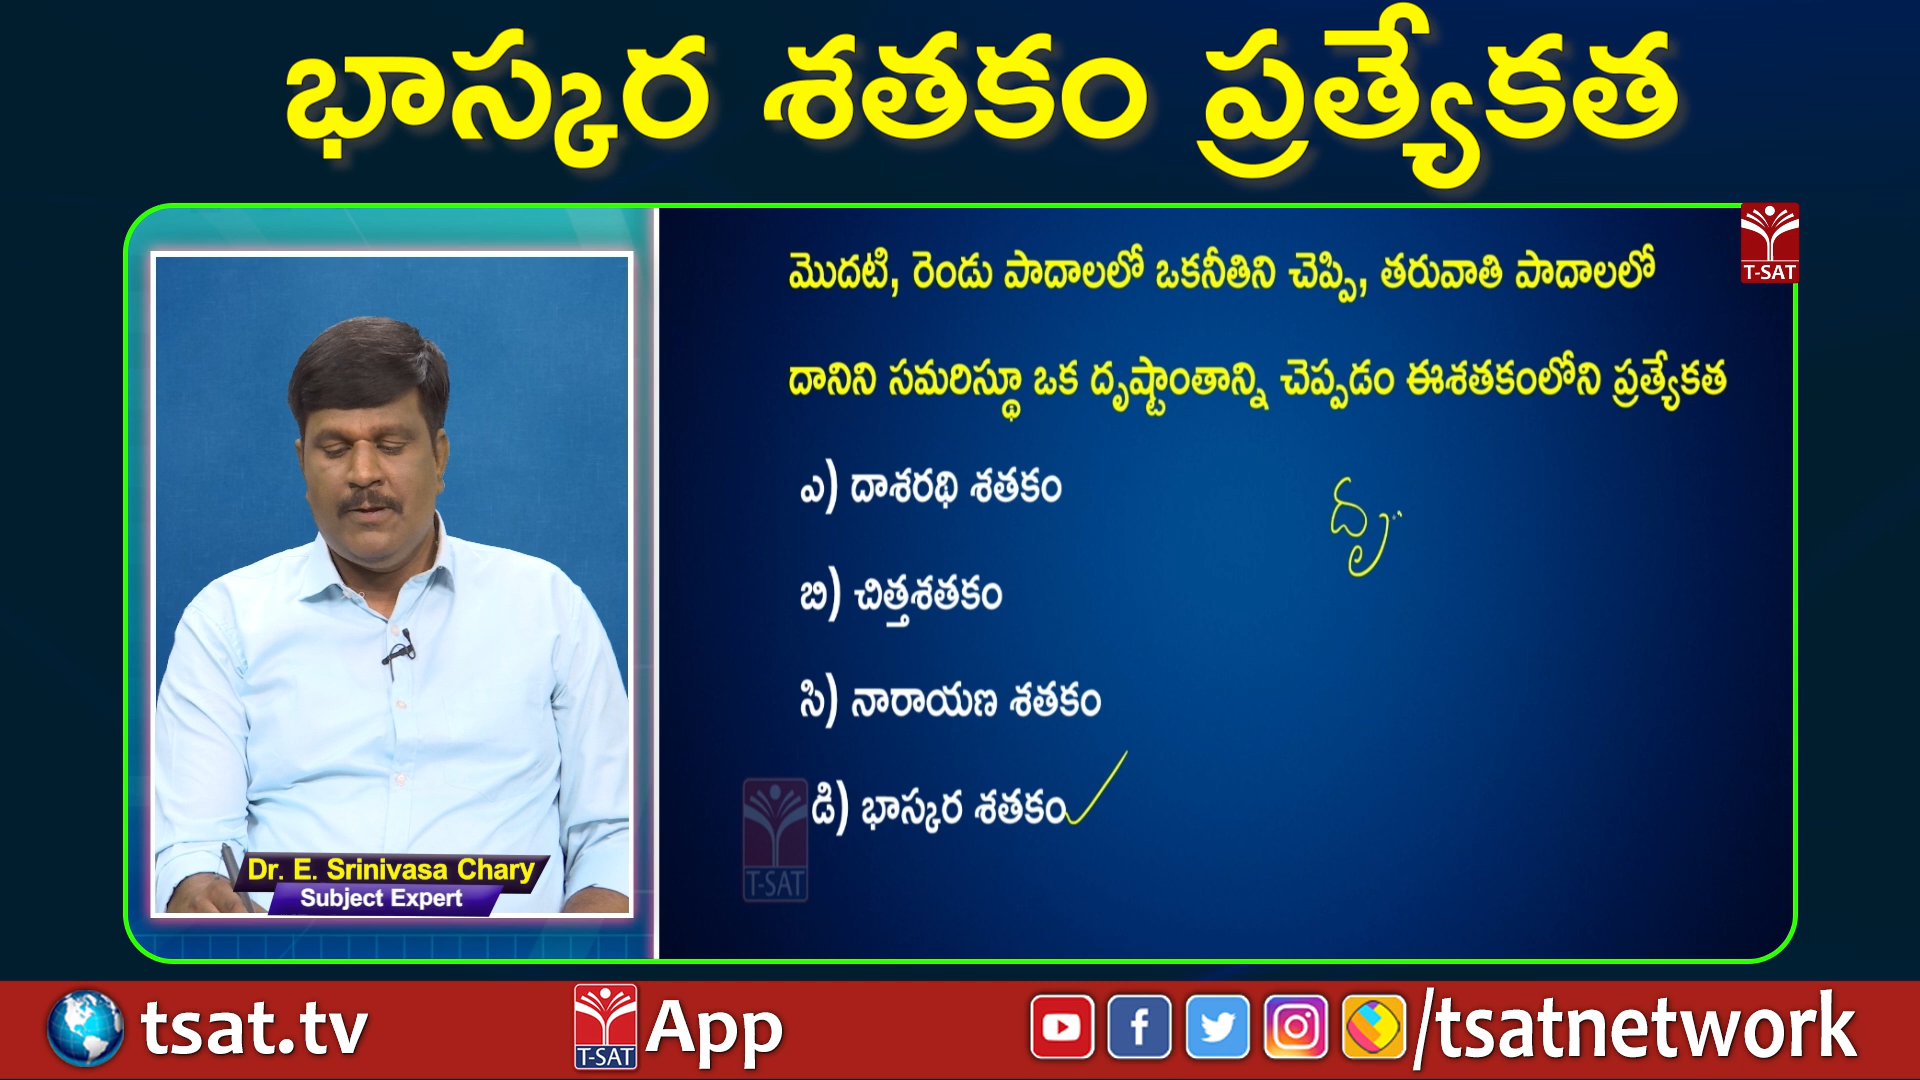 భాస్కర శతకం ప్రత్యేకత
T-SAT
మొదటి, రెండు పాదాలలో ఒకనీతిని చెప్పి, తరువాతి పాదాలలో
దానిని సమరిస్థూ ఒక దృష్టాంతాన్ని చెప్పడం ఈశతకంలోని ప్రత్యేకత
ఎ) దాశరథి శతకం
దృ
బి) చిత్తశతకం
సి) నారాయణ శతకం
డి) భాస్కర శతకం
T-SAT
Dr. E. Srinivasa Chary
Subject Expert
tsat.tv
T-SAT App
/tsatnetwork